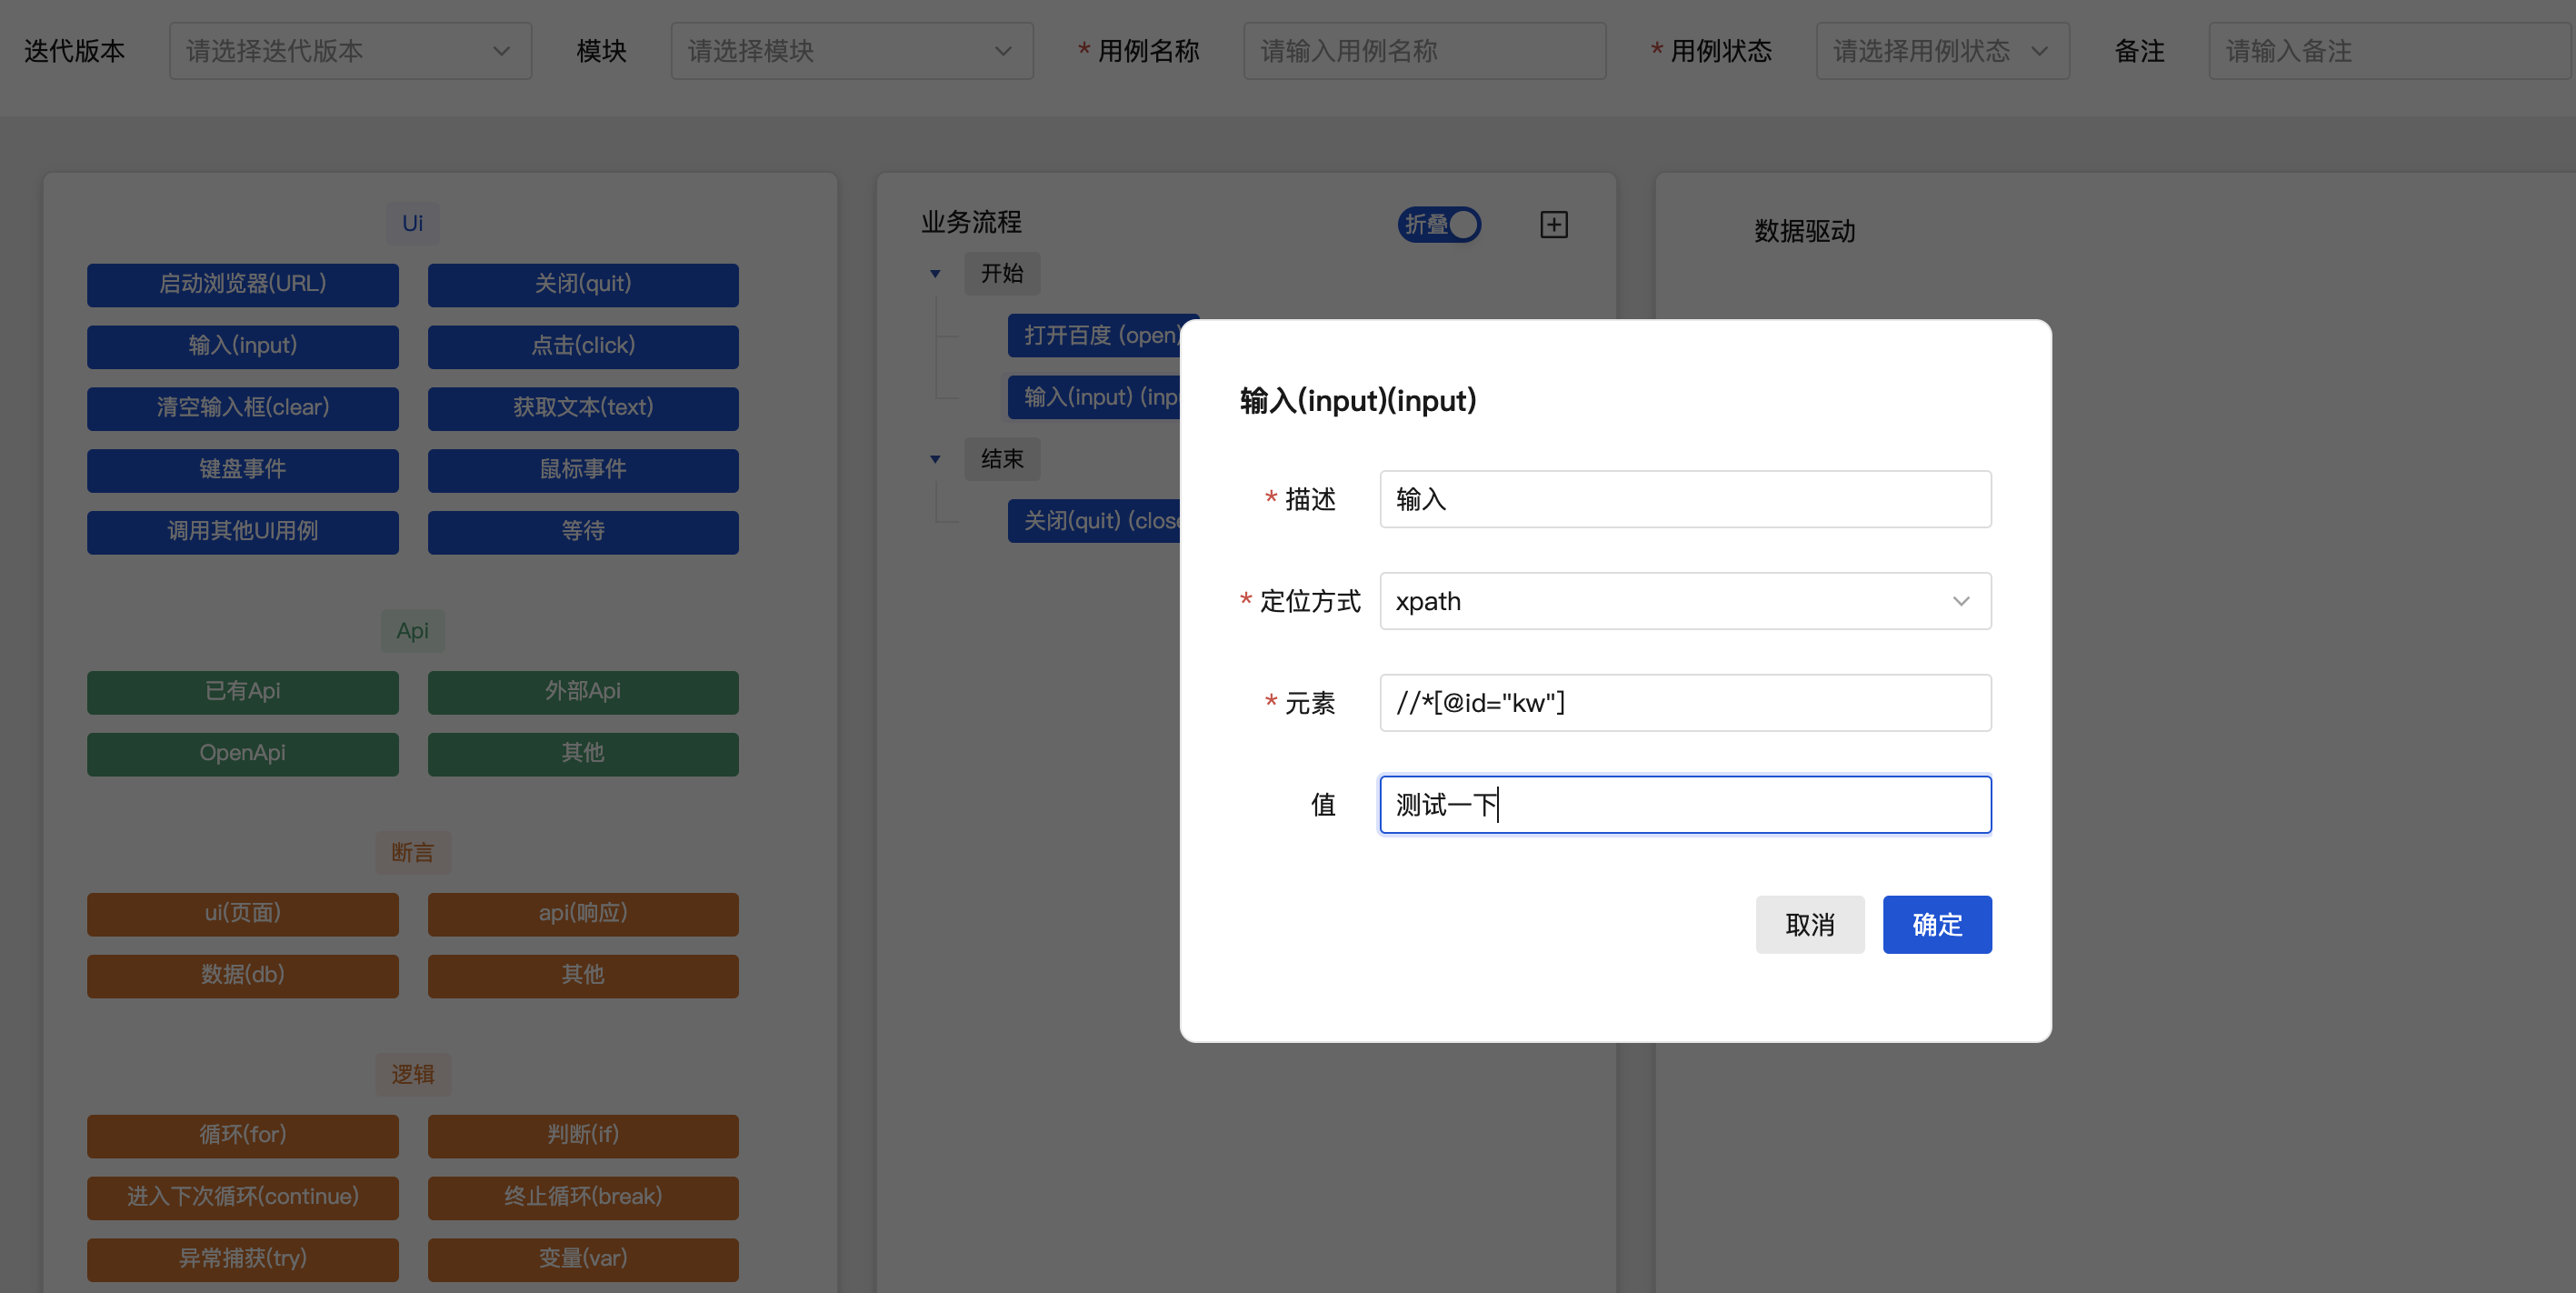 迭代版本 请选择迭代版本 模块 请选择模块 * 用例名称 请输入用例名称 * 用例状态 请选择用例状态 备注 请输入备注
Ui
启动浏览器(URL) 关闭(quit)
输入(input) 点击(click)
清空输入框(clear) 获取文本(text)
键盘事件 鼠标事件
调用其他UI用例 等待
Api
已有Api 外部Api
OpenApi 其他
断言
ui(页面) api(响应)
数据(db) 其他
逻辑
循环(for) 判断(if)
进入下次循环(continue) 终止循环(break)
异常捕获(try) 变量(var)
业务流程 折叠
开始
打开百度 (open)
输入(input) (inp
结束
关闭(quit) (close
数据驱动
输入(input)(input)
* 描述 输入
* 定位方式 xpath
* 元素 //*[@id="kw"]
值 测试一下
取消 确定